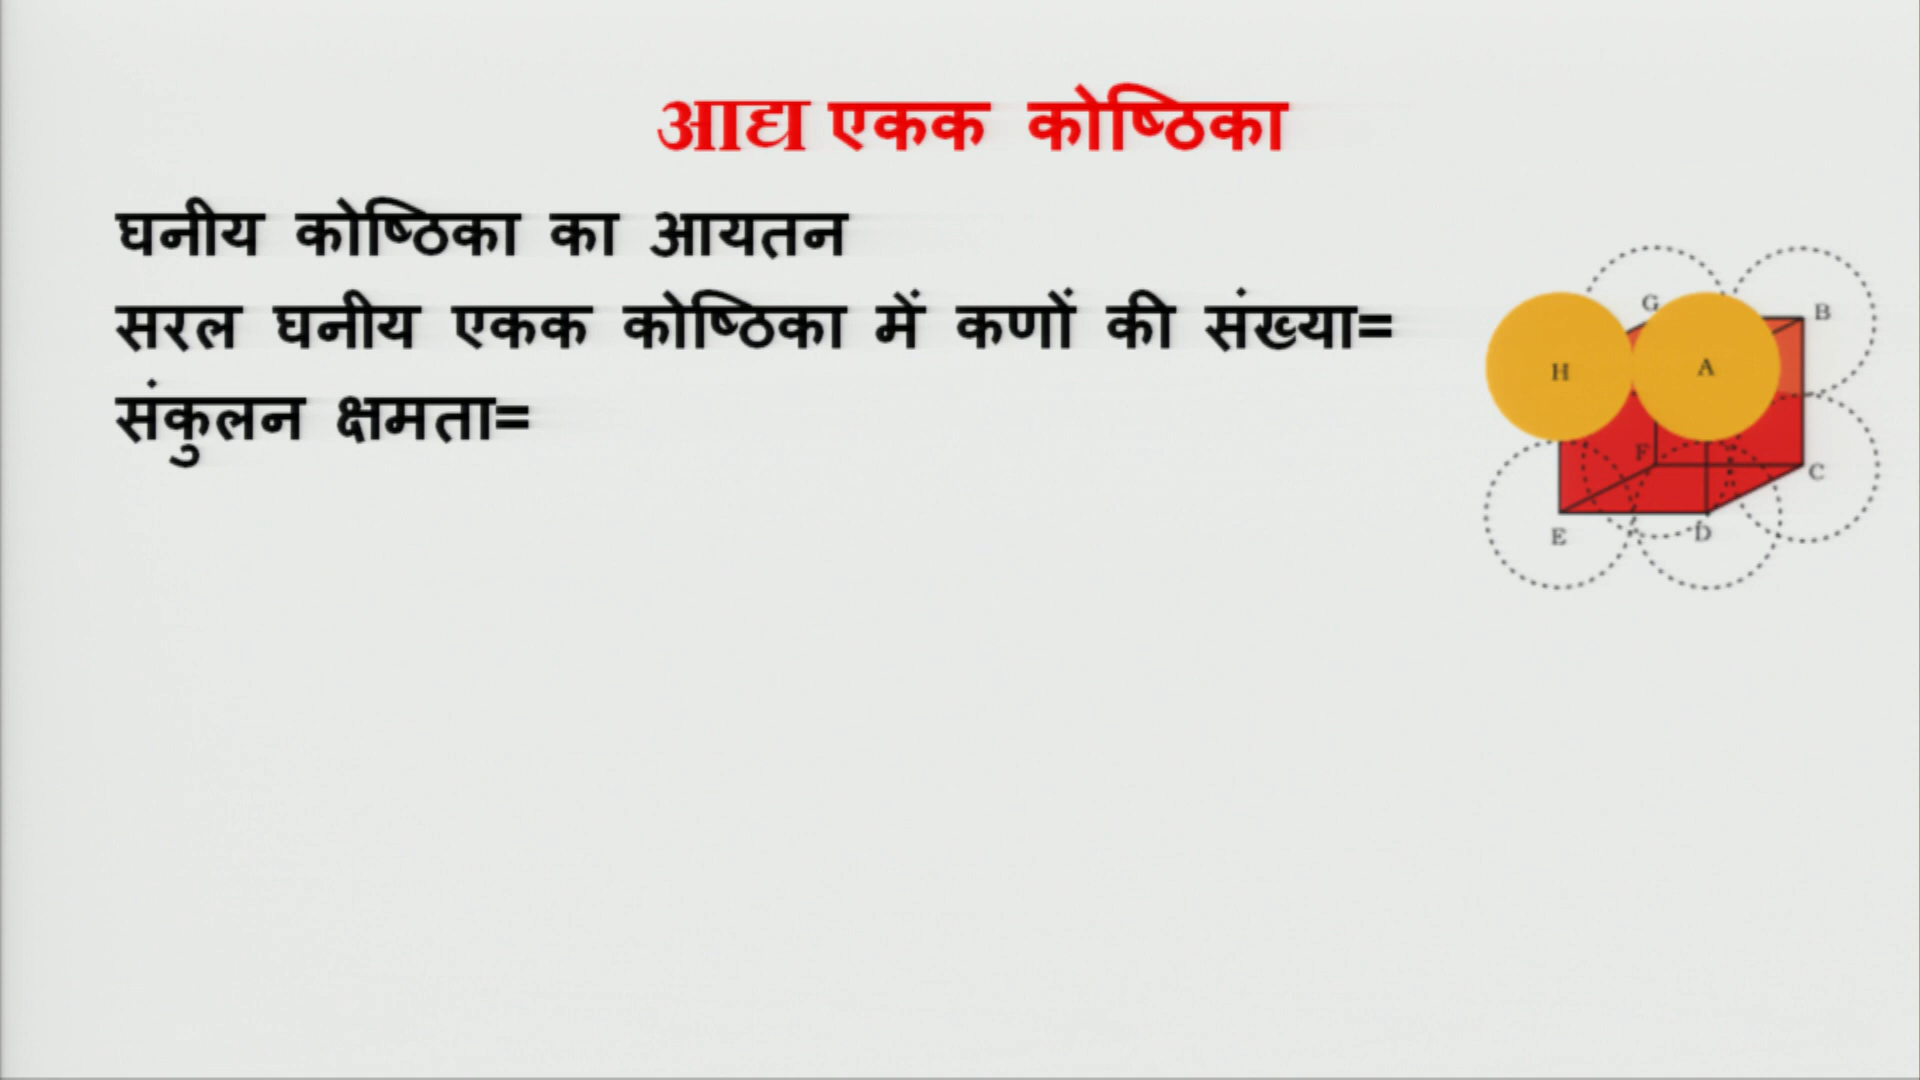 आद्य एकक कोष्ठिका
घनीय कोष्ठिका का आयतन
सरल घनीय एकक कोष्ठिका में कणों की संख्या=
संकुलन क्षमता=
G
B
H
A
F
C
E
D